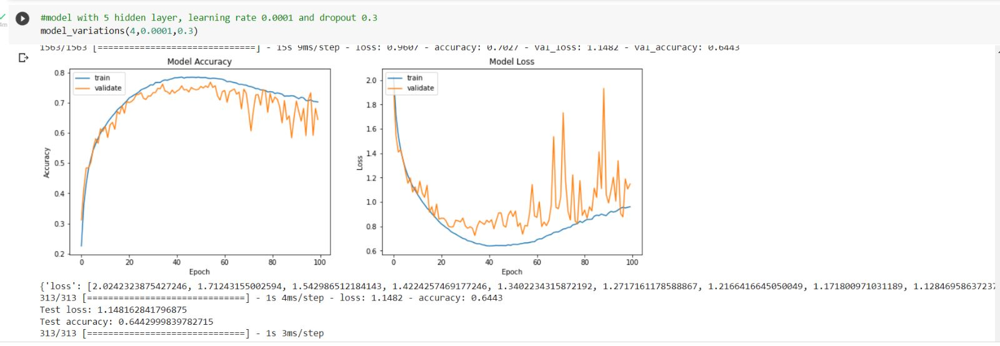 #model with 5 hidden layer, learning rate 0.0001 and dropout 0.3
model_variations(4,0.0001,0.3)
1563/1563 [==============================] - 15s 9ms/step - loss: 0.9607 - accuracy: 0.7027 - val_loss: 1.1482 - val_accuracy: 0.6443
Model Accuracy
train
validate
0.8
0.7
0.6
0.5
0.4
0.3
0.2
Accuracy
0 20 40 60 80 100
Epoch
Model Loss
train
validate
2.0
1.8
1.6
1.4
1.2
1.0
0.8
0.6
Loss
0 20 40 60 80 100
Epoch
{'loss': [2.0242323875427246, 1.71243155002594, 1.542986512184143, 1.4224257469177246, 1.3402234315872192, 1.2717161178588867, 1.2166416645050049, 1.171800971031189, 1.12846958637237
313/313 [==============================] - 1s 4ms/step - loss: 1.1482 - accuracy: 0.6443
Test loss: 1.148162841796875
Test accuracy: 0.6442999839782715
313/313 [==============================] - 1s 3ms/step